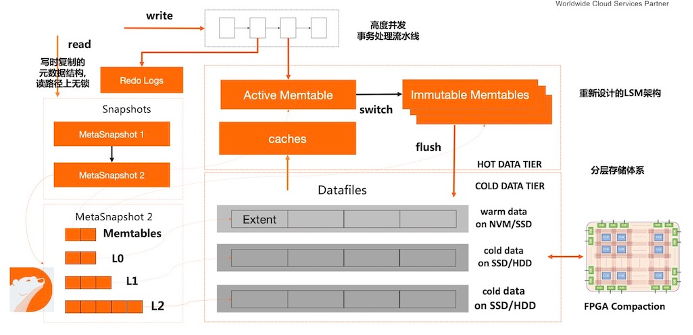 Worldwide Cloud Services Partner
write
高度并发
事务处理流水线
read
写时复制的
元数据结构,
读路径上无锁
Redo Logs
Snapshots
MetaSnapshot 1
MetaSnapshot 2
Active Memtable
switch
Immutable Memtables
重新设计的LSM架构
caches
flush
HOT DATA TIER
COLD DATA TIER
分层存储体系
Datafiles
MetaSnapshot 2
Memtables
L0
L1
L2
Extent
warm data
on NVM/SSD
cold data
on SSD/HDD
cold data
on SSD/HDD
FPGA Compaction